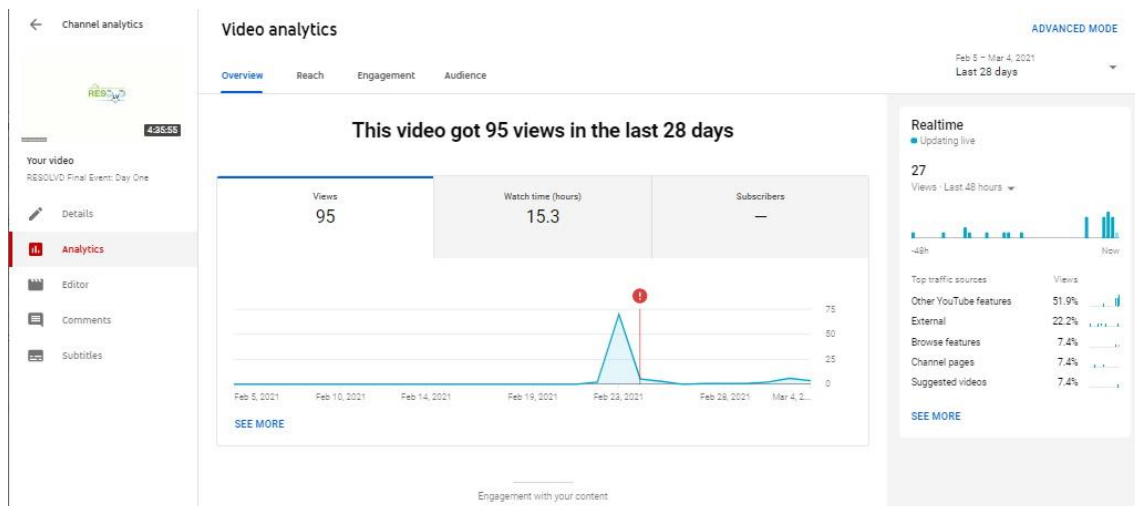 Channel analytics
RESOLVD
4:35:55
Your video
RESOLVD Final Event: Day One
Details
Analytics
Editor
Comments
Subtitles
Video analytics
ADVANCED MODE
Overview
Reach
Engagement
Audience
Feb 5 – Mar 4, 2021
Last 28 days
This video got 95 views in the last 28 days
Views
95
Watch time (hours)
15.3
Subscribers
—
75
50
25
0
Feb 5, 2021
Feb 10, 2021
Feb 14, 2021
Feb 19, 2021
Feb 23, 2021
Feb 28, 2021
Mar 4, 2...
SEE MORE
Engagement with your content
Realtime
Updating live
27
Views · Last 48 hours
-48h
Now
Top traffic sources Views
Other YouTube features 51.9%
External 22.2%
Browse features 7.4%
Channel pages 7.4%
Suggested videos 7.4%
SEE MORE